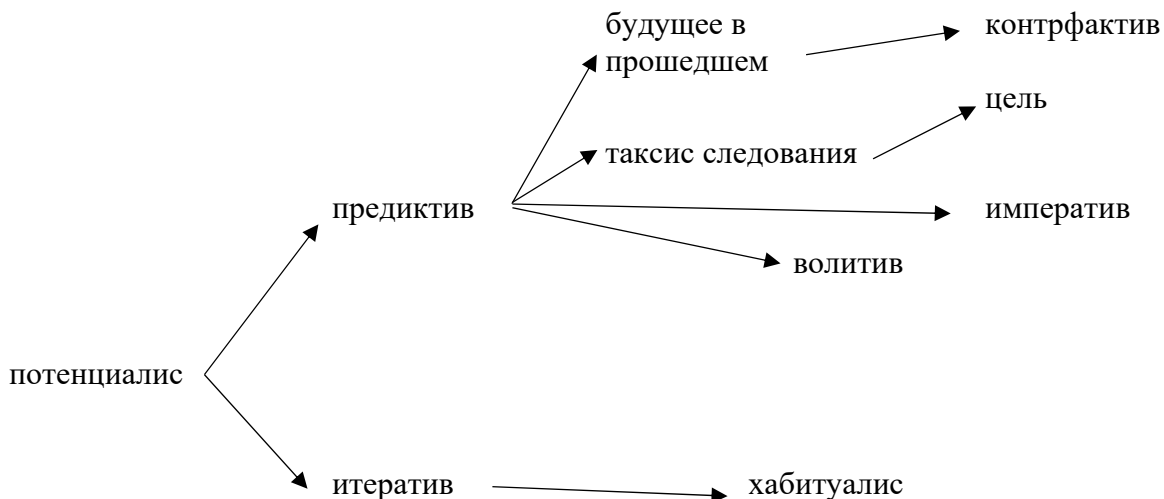 будущее в
прошедшем
контрфактив
цель
таксис следования
предиктив
императив
волитив
потенциалис
итератив
хабитуалис